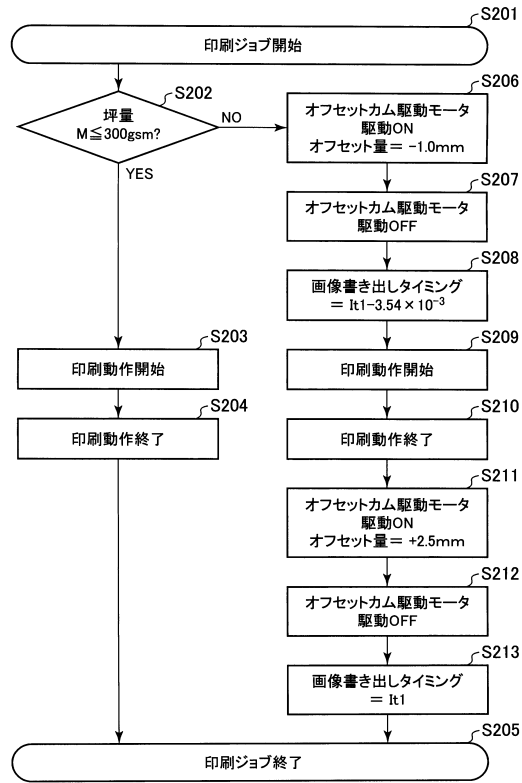 S201
印刷ジョブ開始
S202
坪量
M≦300gsm?
NO
YES
S206
オフセットカム駆動モータ
駆動ON
オフセット量= -1.0mm
S207
オフセットカム駆動モータ
駆動OFF
S208
画像書き出しタイミング
= It1-3.54×10⁻³
S203
印刷動作開始
S209
印刷動作開始
S204
印刷動作終了
S210
印刷動作終了
S211
オフセットカム駆動モータ
駆動ON
オフセット量= +2.5mm
S212
オフセットカム駆動モータ
駆動OFF
S213
画像書き出しタイミング
= It1
S205
印刷ジョブ終了